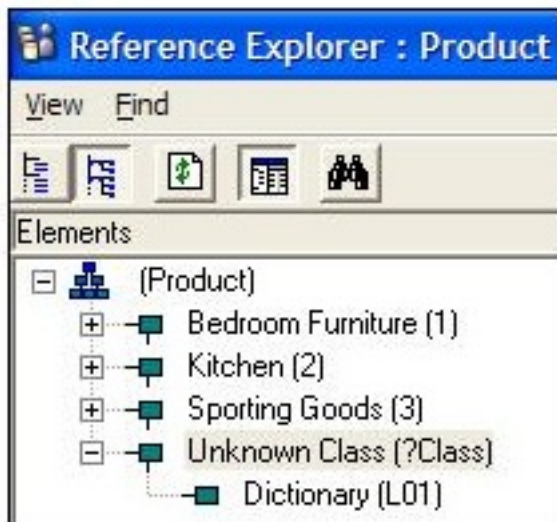 Reference Explorer : Product
View Find
Elements
(Product)
Bedroom Furniture (1)
Kitchen (2)
Sporting Goods (3)
Unknown Class (?Class)
Dictionary (L01)